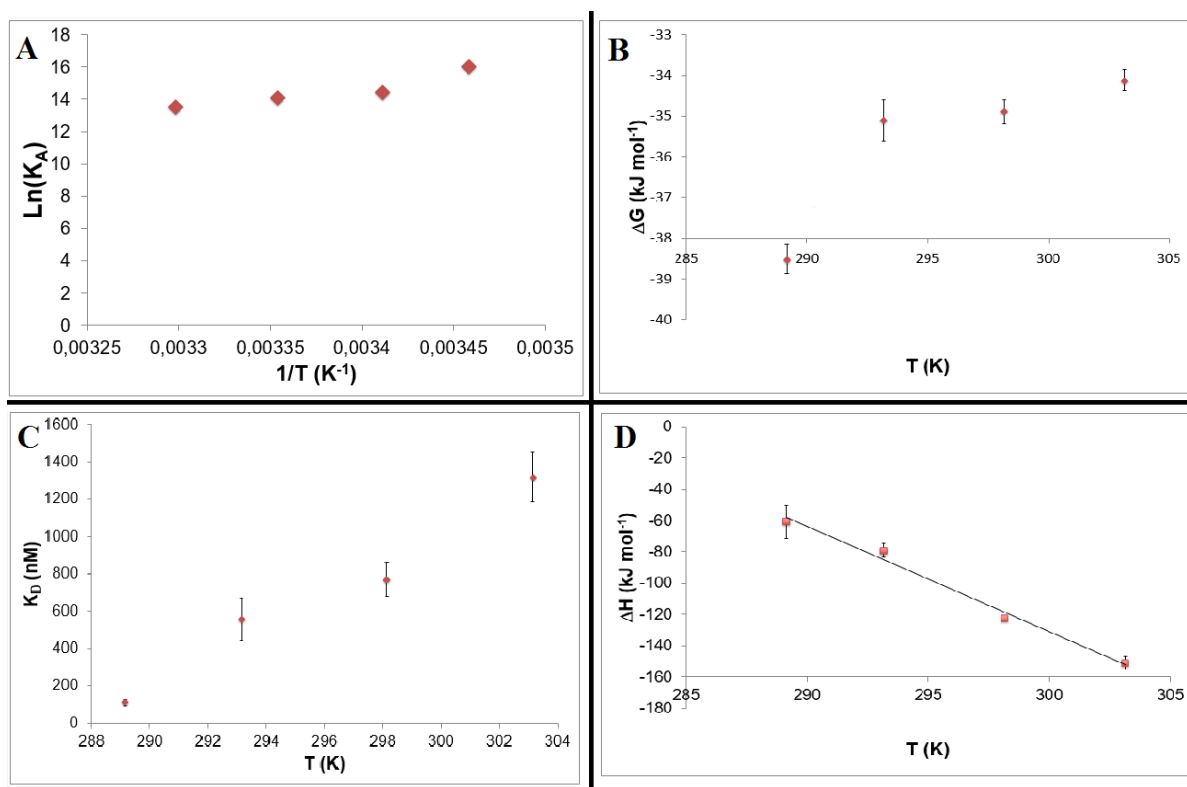 A
18
16
14
12
10
8
6
4
2
0
Ln(K_A)
0,00325 0,0033 0,00335 0,0034 0,00345 0,0035
1/T (K⁻¹)
B
-33
-34
-35
-36
-37
-38
-39
-40
ΔG (kJ mol⁻¹)
285 290 295 300 305
T (K)
C
1600
1400
1200
1000
800
600
400
200
0
K_D (nM)
288 290 292 294 296 298 300 302 304
T (K)
D
0
-20
-40
-60
-80
-100
-120
-140
-160
-180
ΔH (kJ mol⁻¹)
285 290 295 300 305
T (K)